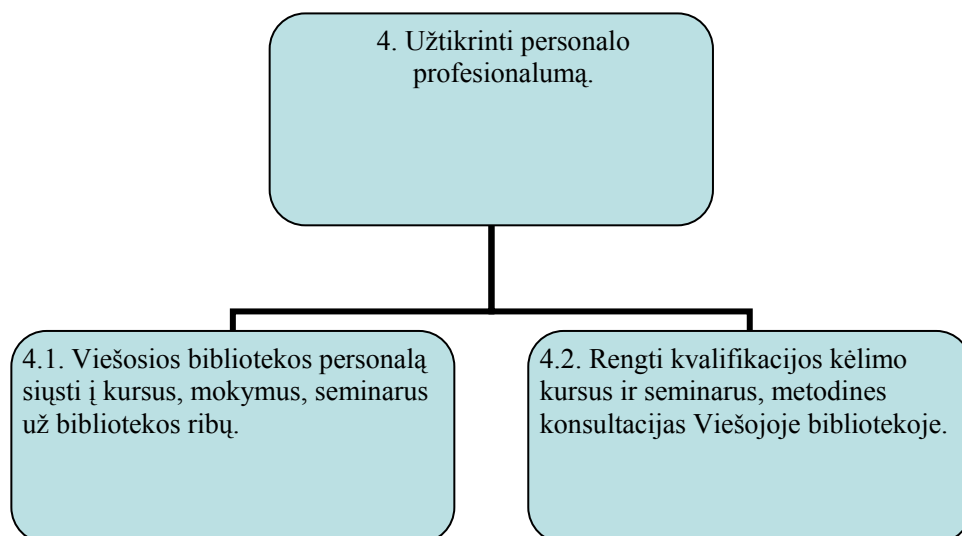 4. Užtikrinti personalo
profesionalumą.
4.1. Viešosios bibliotekos personalą
siųsti į kursus, mokymus, seminarus
už bibliotekos ribų.
4.2. Rengti kvalifikacijos kėlimo
kursus ir seminarus, metodines
konsultacijas Viešojoje bibliotekoje.